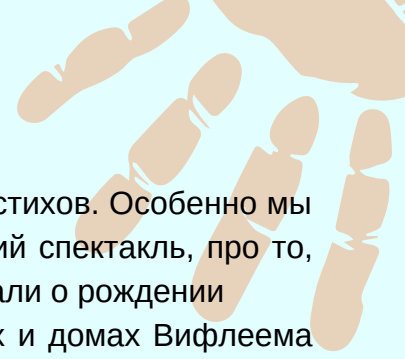 стихов. Особенно мы
ий спектакль, про то,
али о рождении
х и домах Вифлеема